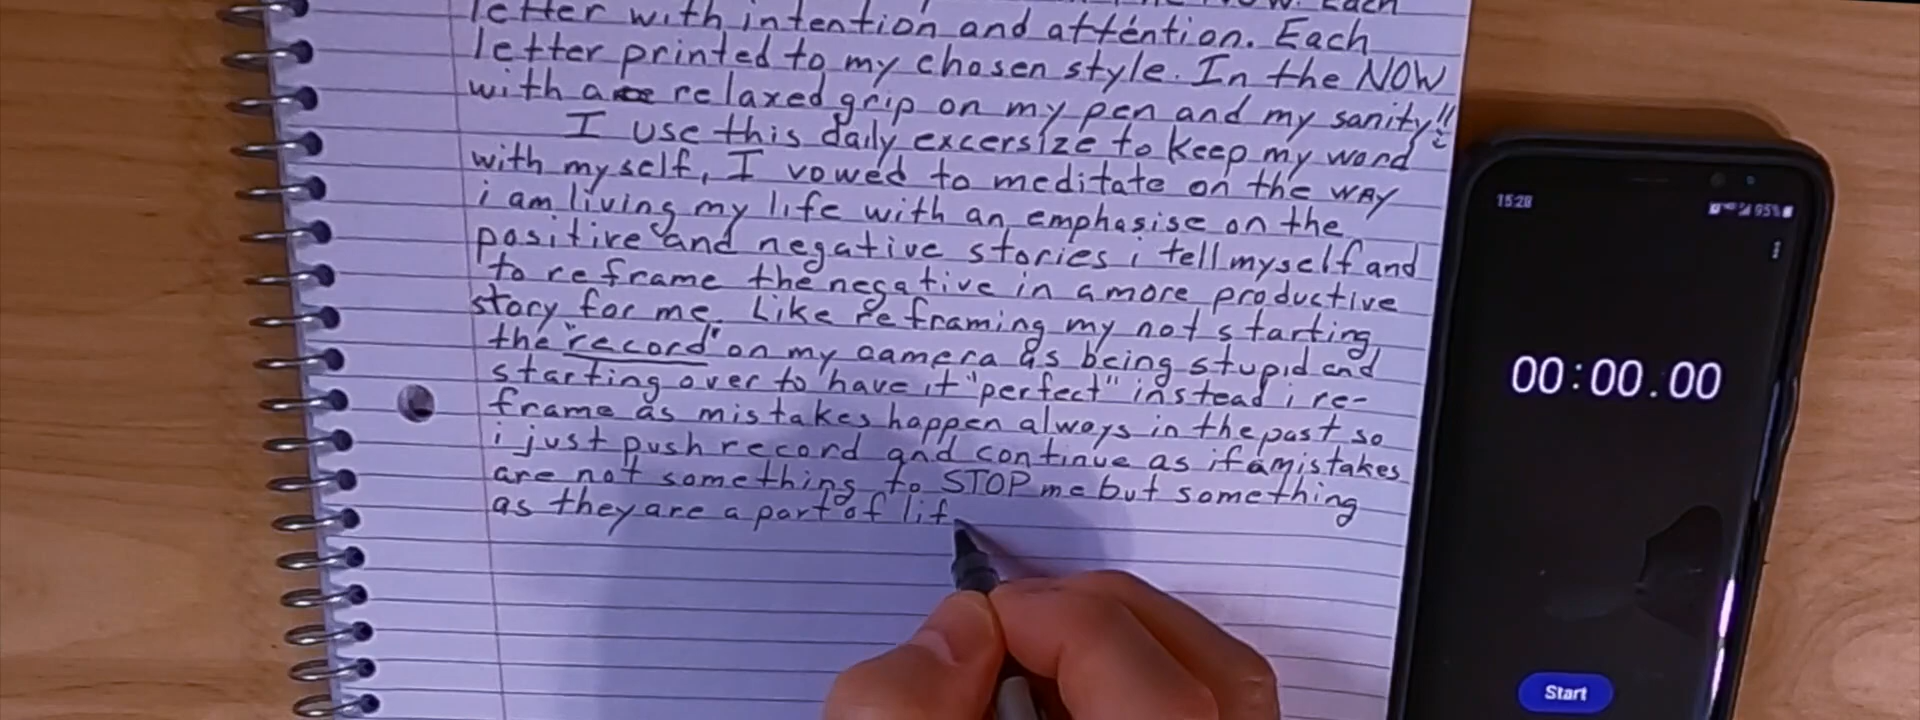 letter with intention and attention. Each
letter printed to my chosen style. In the NOW
with a relaxed grip on my pen and my sanity!!
I use this daily excersize to keep my word
with myself, I vowed to meditate on the WAY
i am living my life with an emphasise on the
positive and negative stories i tell myself and
to reframe the negative in a more productive
story for me. Like reframing my not starting
the "record" on my camera as being stupid and
starting over to have it "perfect" instead i re-
frame as mistakes happen always in the past so
i just push record and continue as if a mistakes
are not something to STOP me but something
as they are a part of lif
15:28
95%
00:00.00
Start